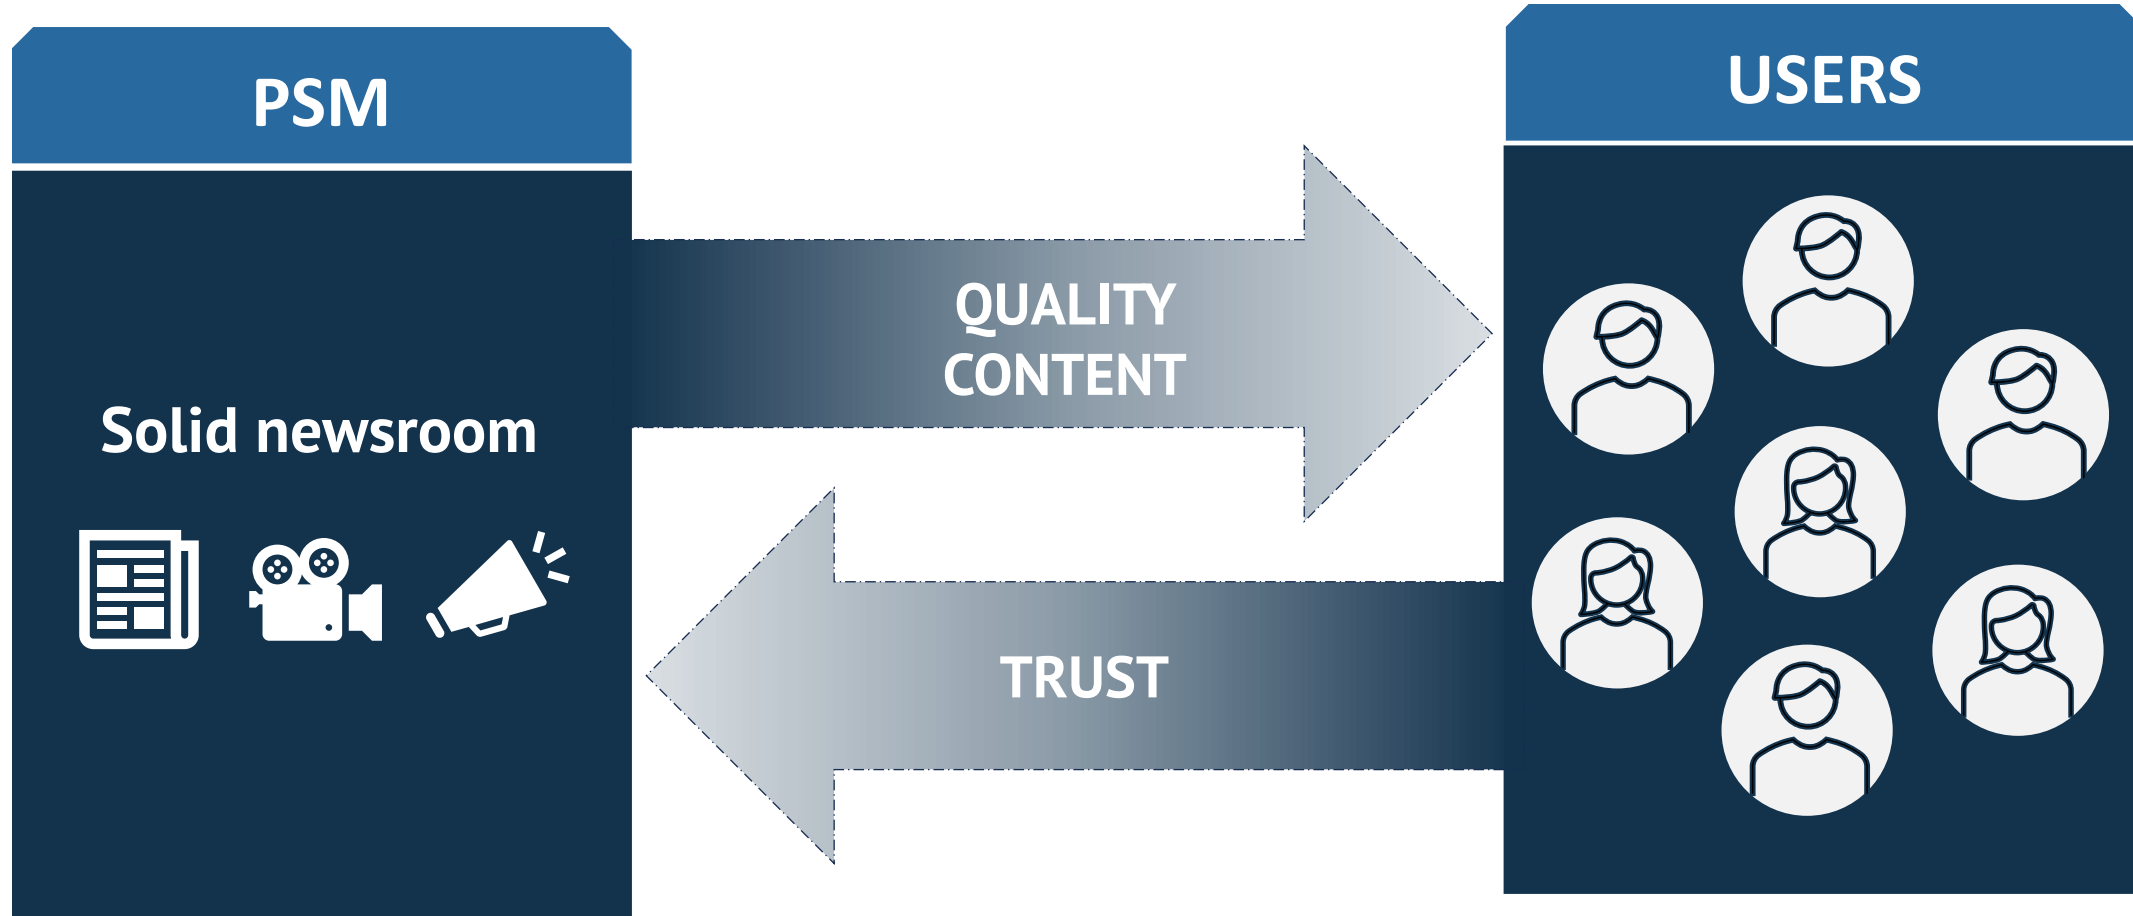 PSM
Solid newsroom
QUALITY
CONTENT
TRUST
USERS